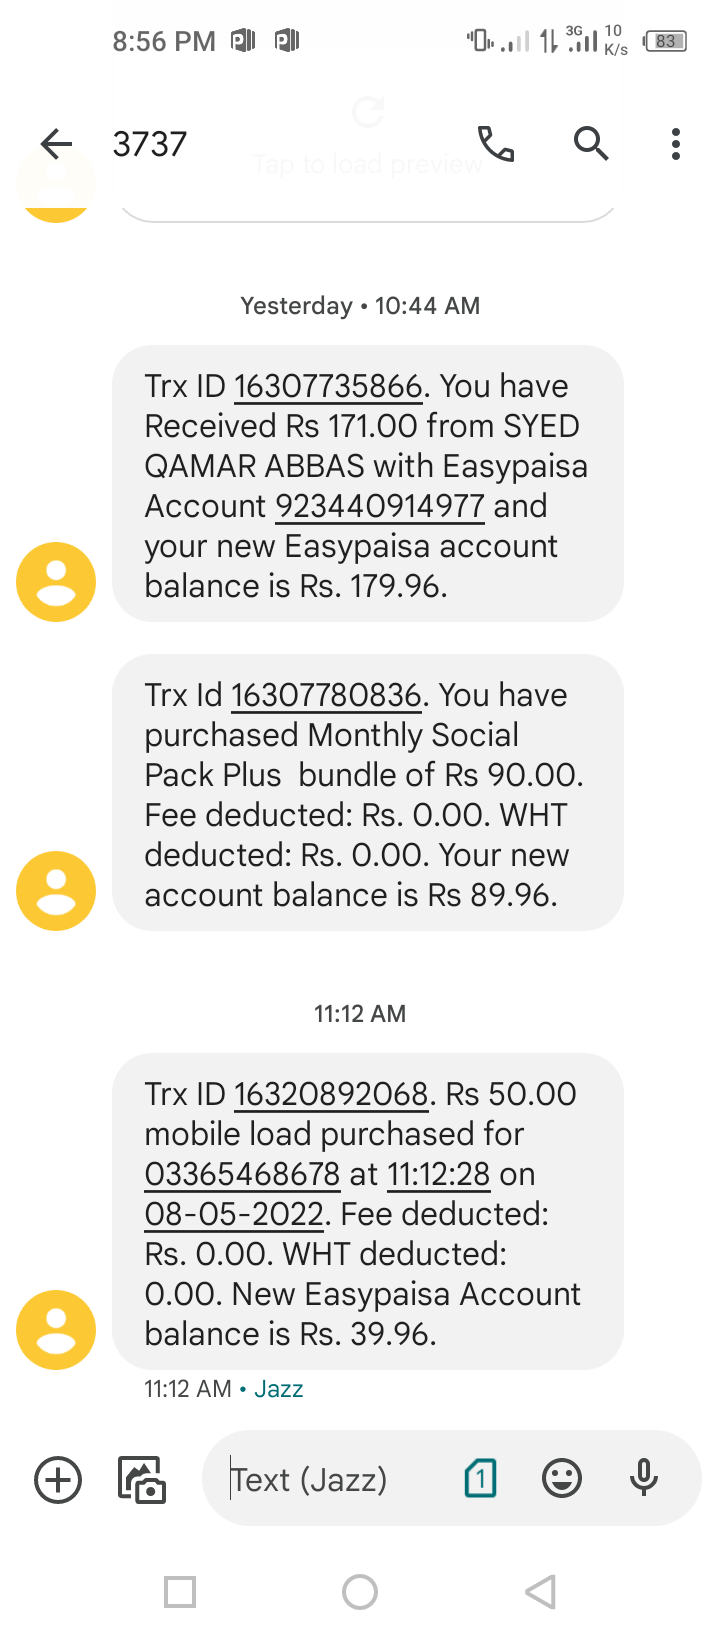 8:56 PM
3G
10
K/s
83
3737
Tap to load preview
Yesterday • 10:44 AM
Trx ID 16307735866. You have
Received Rs 171.00 from SYED
QAMAR ABBAS with Easypaisa
Account 923440914977 and
your new Easypaisa account
balance is Rs. 179.96.
Trx Id 16307780836. You have
purchased Monthly Social
Pack Plus  bundle of Rs 90.00.
Fee deducted: Rs. 0.00. WHT
deducted: Rs. 0.00. Your new
account balance is Rs 89.96.
11:12 AM
Trx ID 16320892068. Rs 50.00
mobile load purchased for
03365468678 at 11:12:28 on
08-05-2022. Fee deducted:
Rs. 0.00. WHT deducted:
0.00. New Easypaisa Account
balance is Rs. 39.96.
11:12 AM • Jazz
Text (Jazz)
1